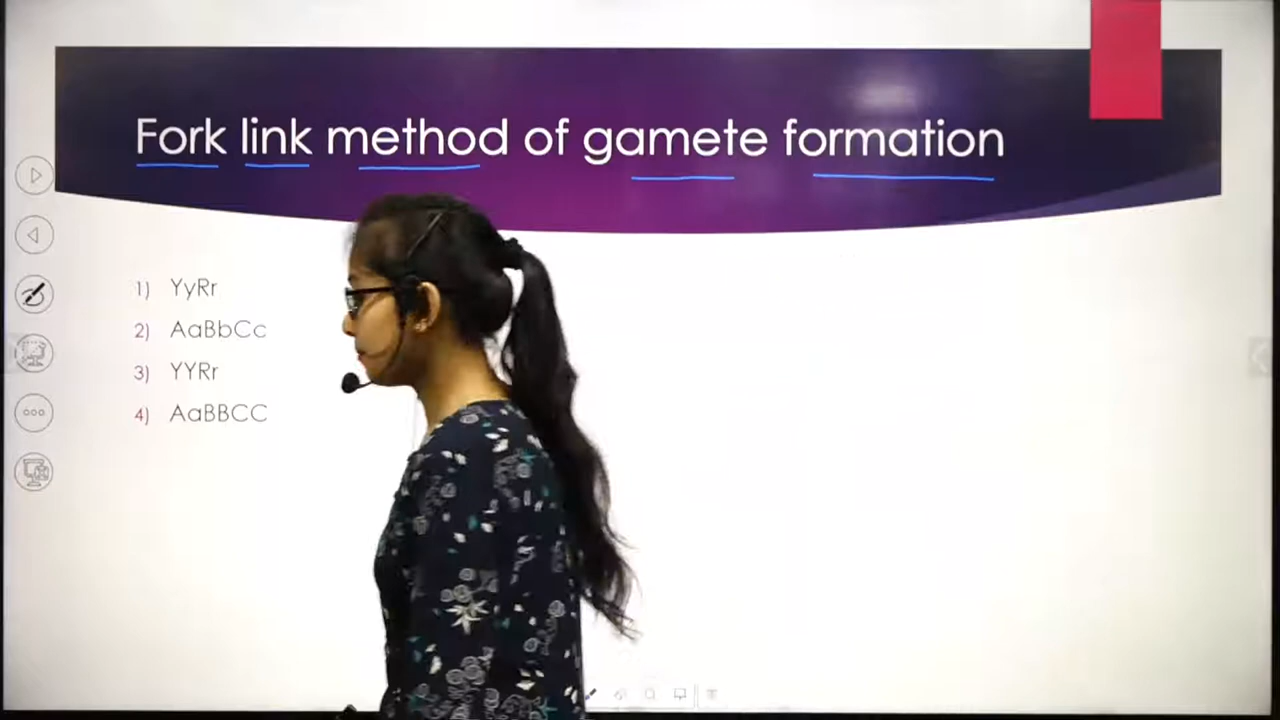 Fork link method of gamete formation
1) YyRr
2) AaBbCc
3) YYRr
4) AaBBCC